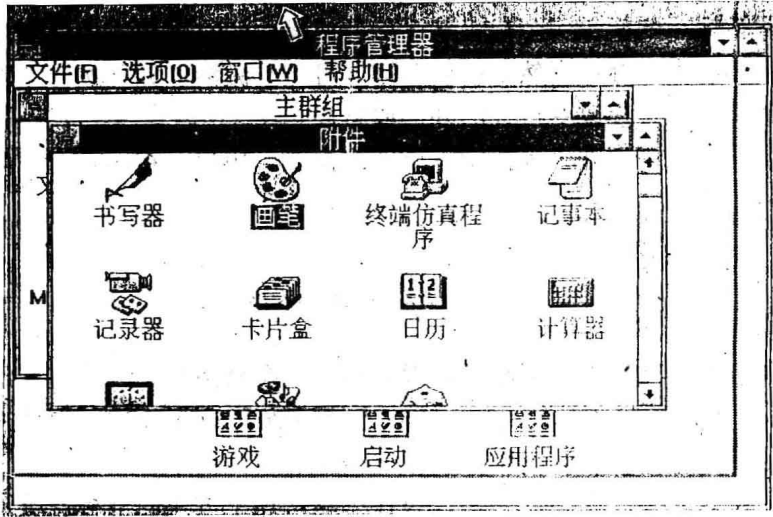 程序管理器
文件(F) 选项(O) 窗口(W) 帮助(H)
主群组
附件
书写器 画笔 终端仿真程 记事本
序
M
记录器 卡片盒 日历 计算器
游戏 启动 应用程序